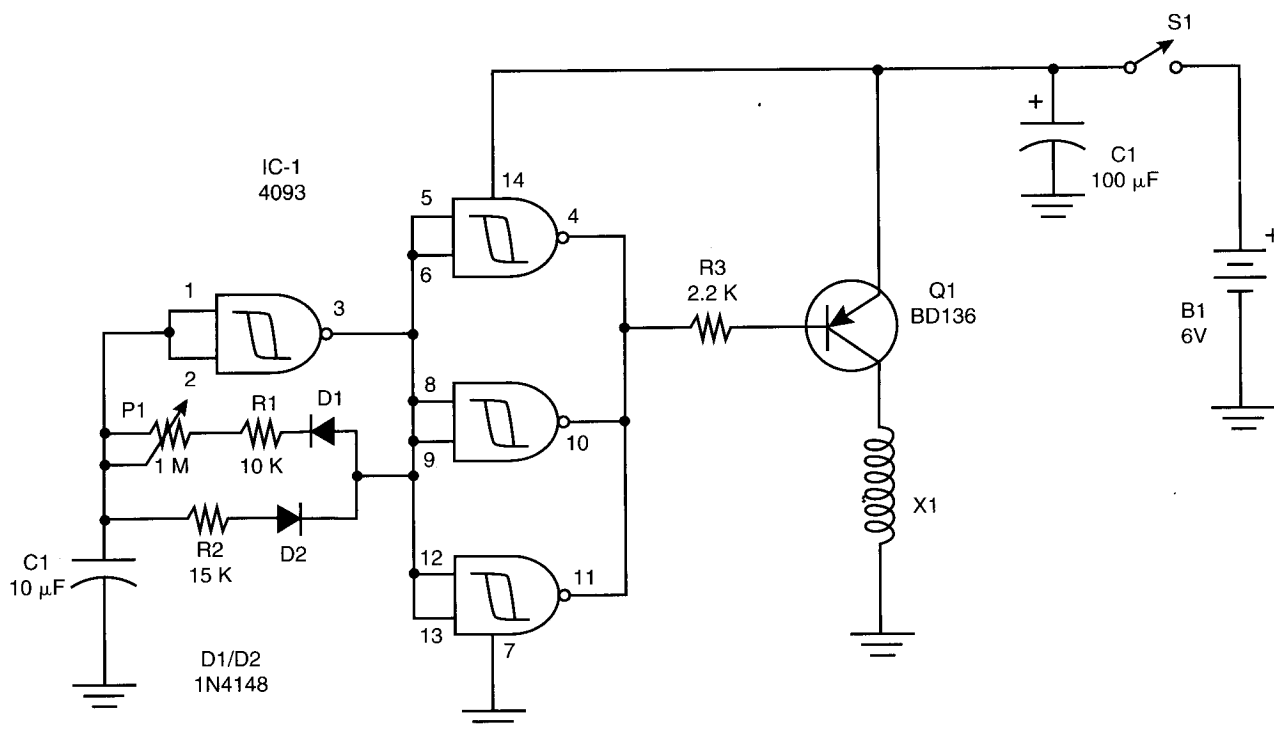 S1
+
C1
100 µF
IC-1
4093
14
5
4
6
+
R3
2.2 K
Q1
BD136
B1
6V
1
3
2
8
P1
R1
D1
10
1 M
10 K
9
X1
R2
15 K
D2
C1
10 µF
12
11
13
7
D1/D2
1N4148